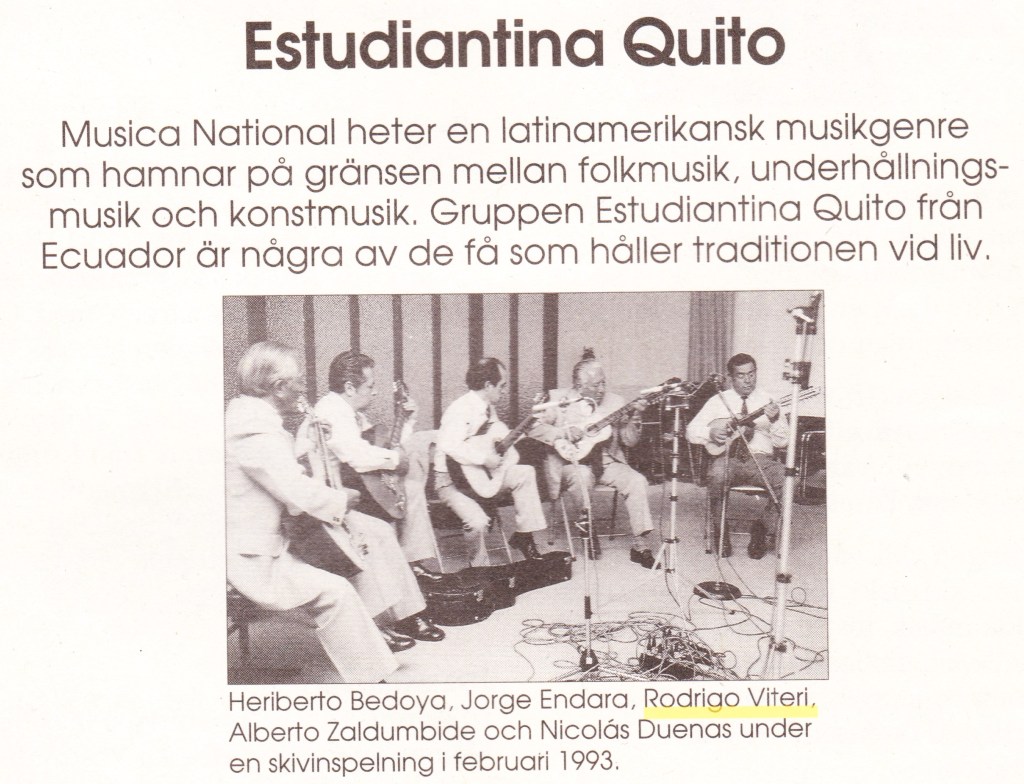 Estudiantina Quito
Musica National heter en latinamerikansk musikgenre
som hamnar på gränsen mellan folkmusik, underhållnings-
musik och konstmusik. Gruppen Estudiantina Quito från
Ecuador är några av de få som håller traditionen vid liv.
Heriberto Bedoya, Jorge Endara, Rodrigo Viteri,
Alberto Zaldumbide och Nicolás Duenas under
en skivinspelning i februari 1993.